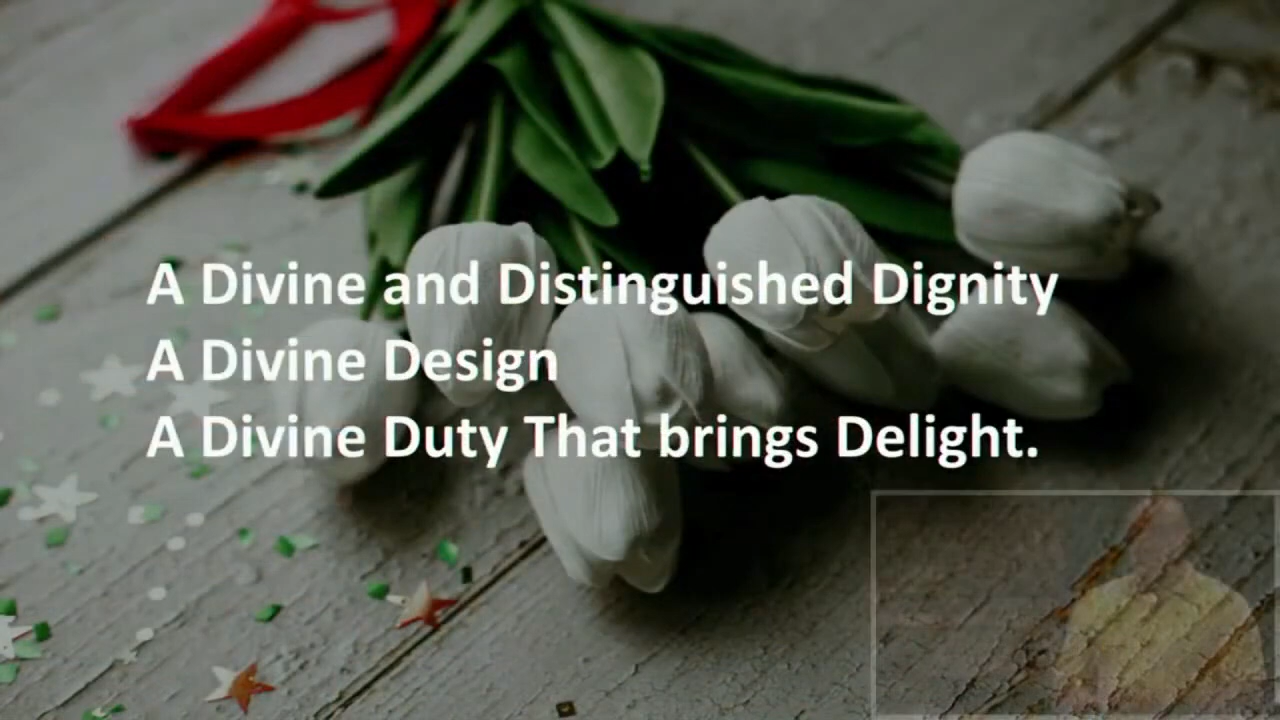 A Divine and Distinguished Dignity
A Divine Design
A Divine Duty That brings Delight.